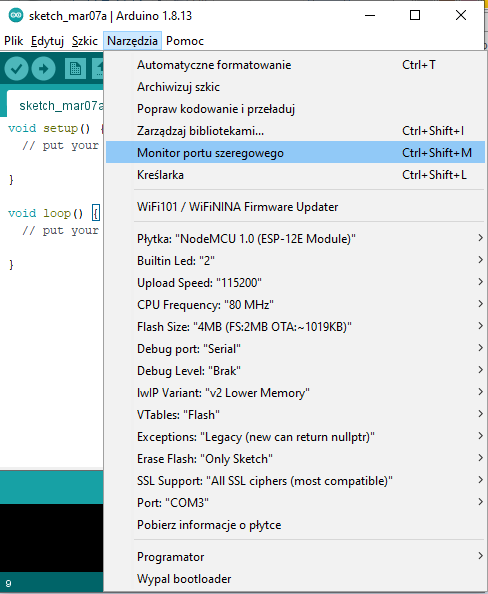 sketch_mar07a | Arduino 1.8.13
Plik Edytuj Szkic Narzędzia Pomoc
sketch_mar07a
void setup() {
// put your
}
void loop() {
// put your
}
Automatyczne formatowanie Ctrl+T
Archiwizuj szkic
Popraw kodowanie i przeładuj
Zarządzaj bibliotekami... Ctrl+Shift+I
Monitor portu szeregowego Ctrl+Shift+M
Kreślarka Ctrl+Shift+L
WiFi101 / WiFiNINA Firmware Updater
Płytka: "NodeMCU 1.0 (ESP-12E Module)"
Builtin Led: "2"
Upload Speed: "115200"
CPU Frequency: "80 MHz"
Flash Size: "4MB (FS:2MB OTA:~1019KB)"
Debug port: "Serial"
Debug Level: "Brak"
lwIP Variant: "v2 Lower Memory"
VTables: "Flash"
Exceptions: "Legacy (new can return nullptr)"
Erase Flash: "Only Sketch"
SSL Support: "All SSL ciphers (most compatible)"
Port: "COM3"
Pobierz informacje o płytce
Programator
Wypal bootloader
9